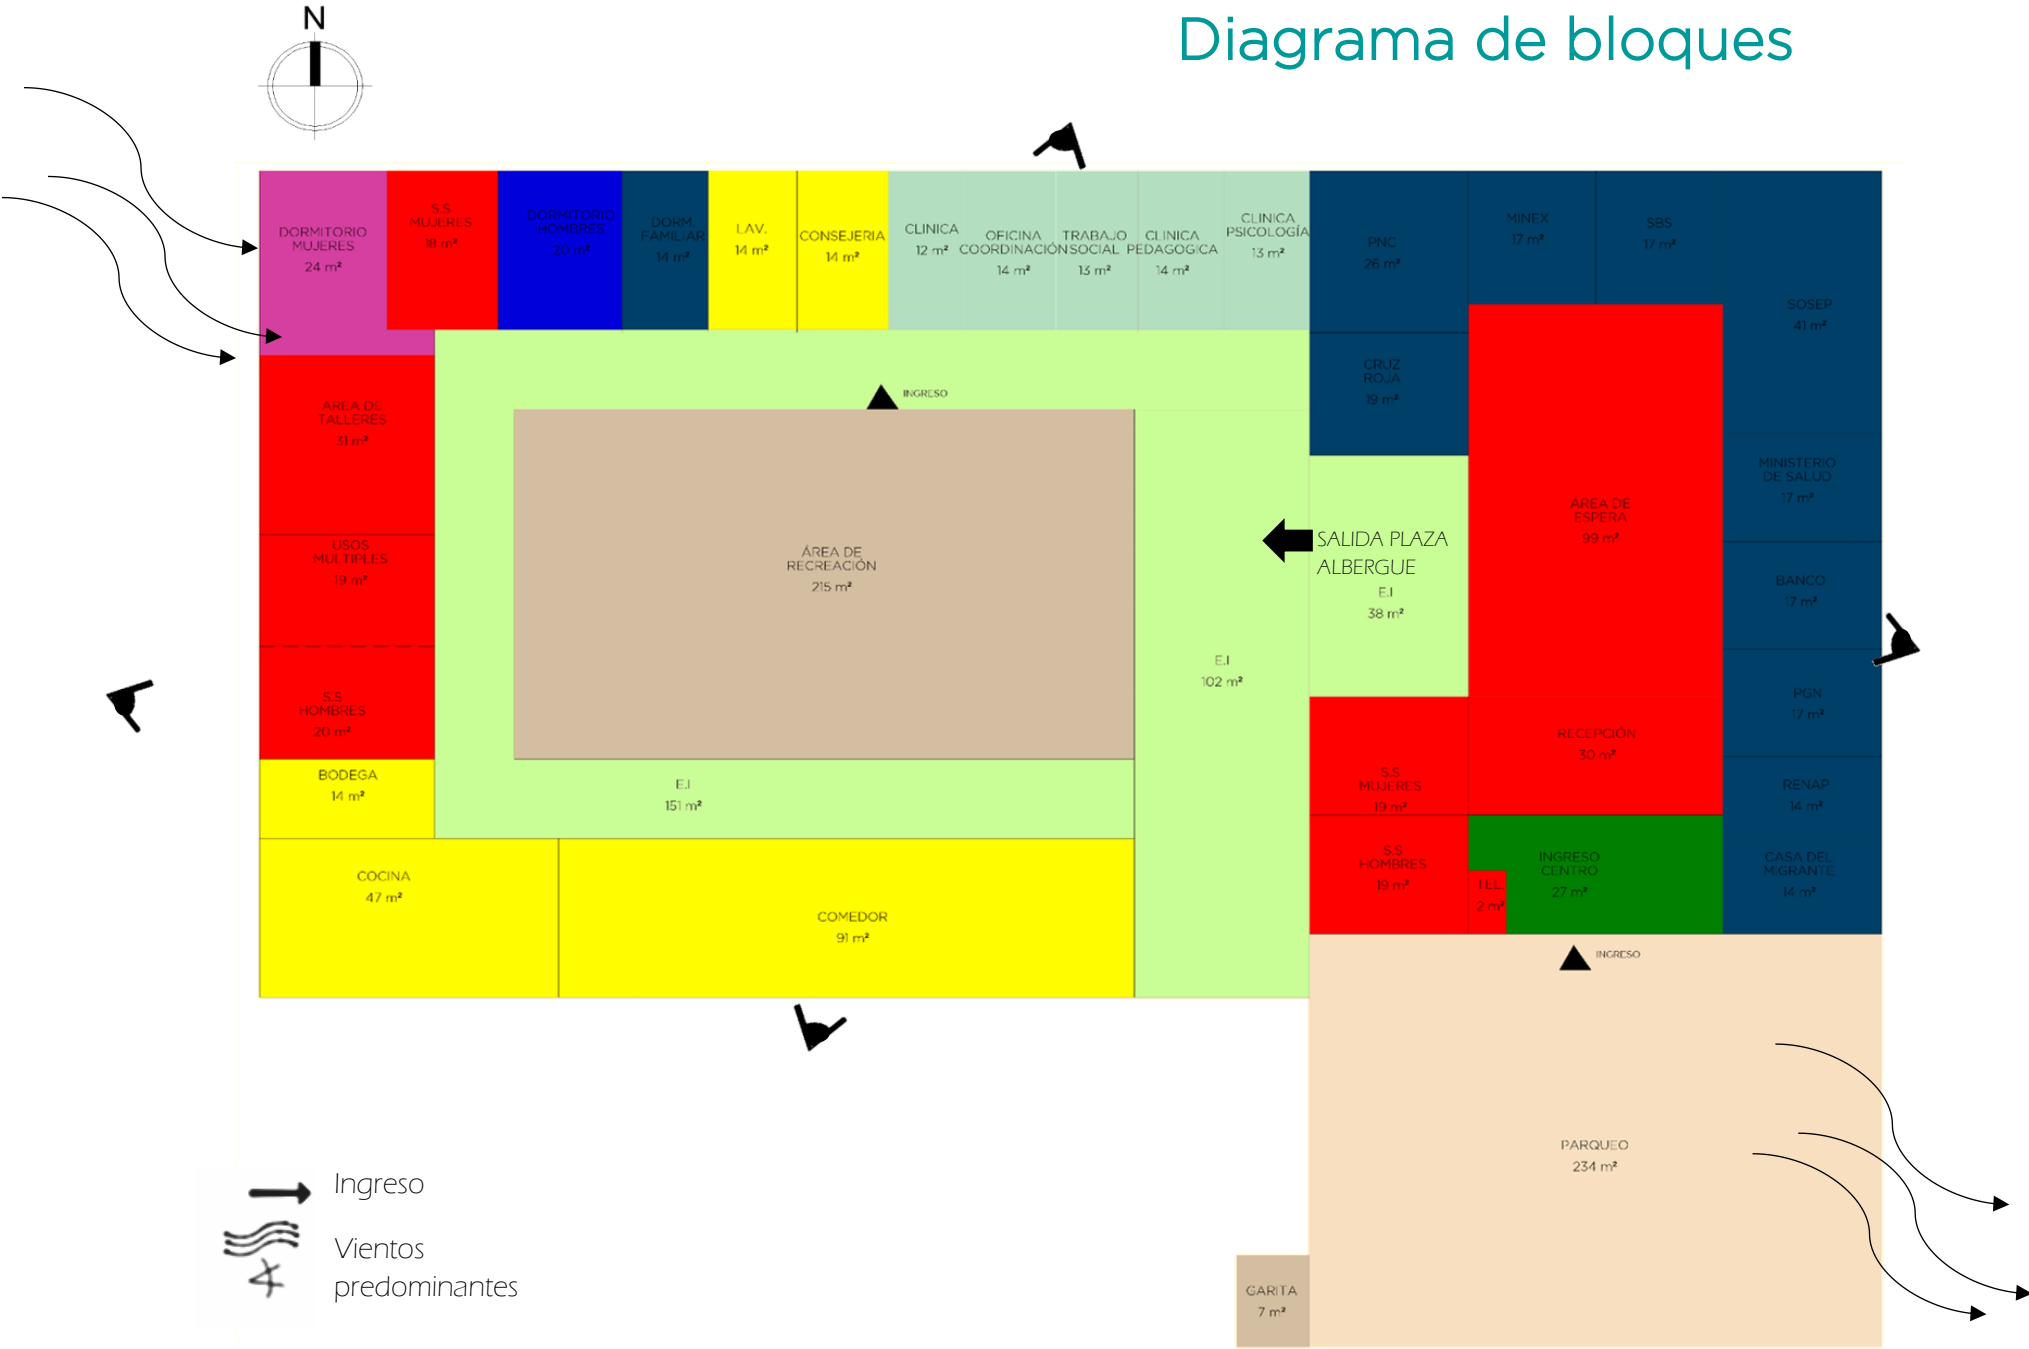 Diagrama de bloques
N
DORMITORIO
MUJERES
24 m²
S.S
MUJERES
18 m²
DORMITORIO
HOMBRES
20 m²
DORM.
FAMILIAR
14 m²
LAV.
14 m²
CONSEJERIA
14 m²
CLINICA
12 m²
OFICINA
COORDINACIÓN
14 m²
TRABAJO
SOCIAL
13 m²
CLINICA
PEDAGOGICA
14 m²
CLINICA
PSICOLOGÍA
13 m²
PNC
26 m²
MINEX
17 m²
SBS
17 m²
SOSEP
41 m²
CRUZ
ROJA
19 m²
INGRESO
AREA DE
TALLERES
31 m²
USOS
MULTIPLES
19 m²
S.S
HOMBRES
20 m²
BODEGA
14 m²
COCINA
47 m²
COMEDOR
91 m²
ÁREA DE
RECREACIÓN
215 m²
E.I
151 m²
E.I
102 m²
SALIDA PLAZA
ALBERGUE
E.I
38 m²
ÁREA DE
ESPERA
99 m²
MINISTERIO
DE SALUD
17 m²
BANCO
17 m²
PGN
17 m²
RENAP
14 m²
CASA DEL
MIGRANTE
14 m²
RECEPCIÓN
30 m²
S.S
MUJERES
19 m²
S.S
HOMBRES
19 m²
TEL.
2 m²
INGRESO
CENTRO
27 m²
INGRESO
PARQUEO
234 m²
GARITA
7 m²
Ingreso
Vientos
predominantes